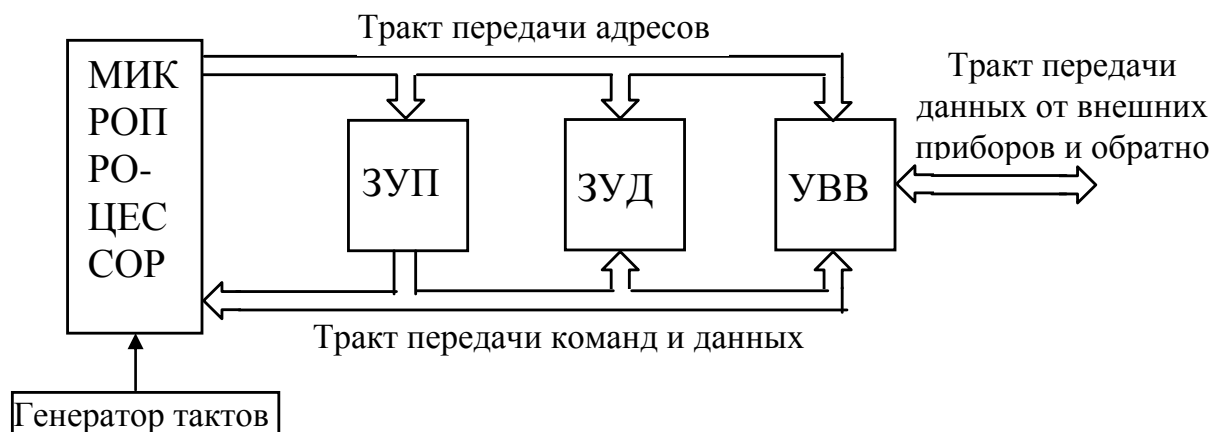 Тракт передачи адресов
МИК
РОП
РО-
ЦЕС
СОР
ЗУП
ЗУД
УВВ
Тракт передачи
данных от внешних
приборов и обратно
Тракт передачи команд и данных
Генератор тактов